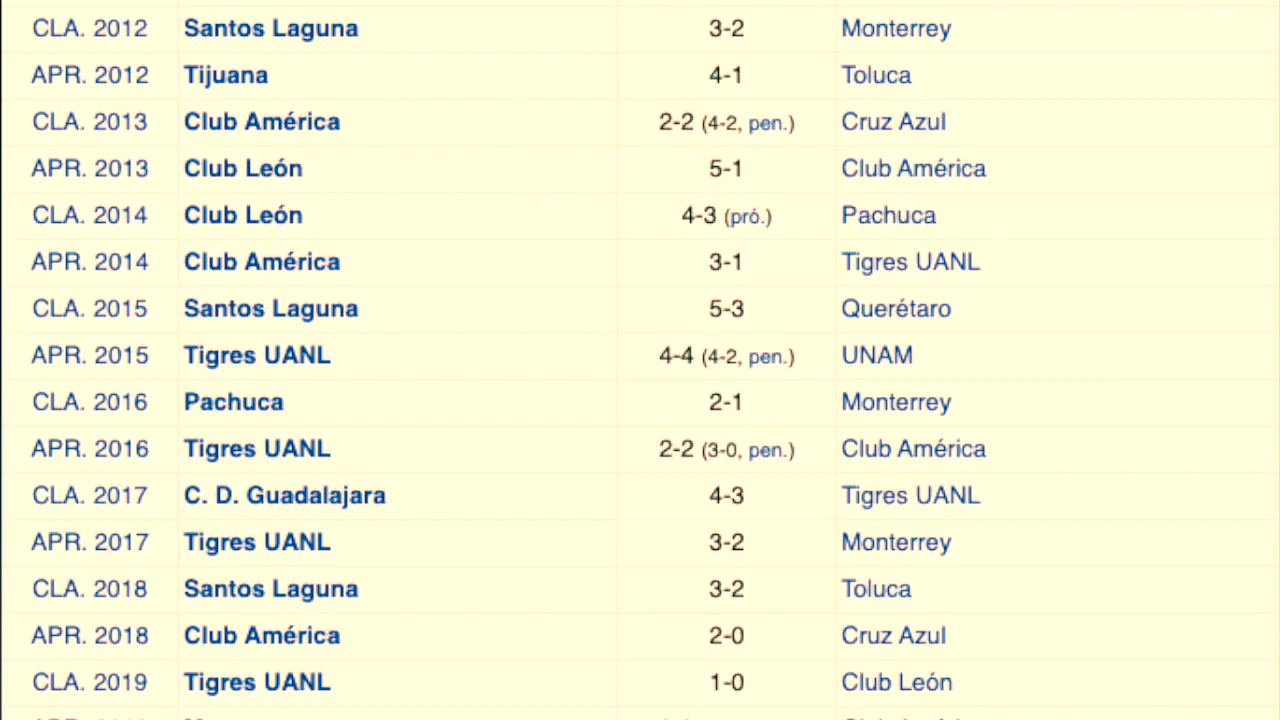 CLA. 2012 Santos Laguna 3-2 Monterrey
APR. 2012 Tijuana 4-1 Toluca
CLA. 2013 Club América 2-2 (4-2, pen.) Cruz Azul
APR. 2013 Club León 5-1 Club América
CLA. 2014 Club León 4-3 (pró.) Pachuca
APR. 2014 Club América 3-1 Tigres UANL
CLA. 2015 Santos Laguna 5-3 Querétaro
APR. 2015 Tigres UANL 4-4 (4-2, pen.) UNAM
CLA. 2016 Pachuca 2-1 Monterrey
APR. 2016 Tigres UANL 2-2 (3-0, pen.) Club América
CLA. 2017 C. D. Guadalajara 4-3 Tigres UANL
APR. 2017 Tigres UANL 3-2 Monterrey
CLA. 2018 Santos Laguna 3-2 Toluca
APR. 2018 Club América 2-0 Cruz Azul
CLA. 2019 Tigres UANL 1-0 Club León